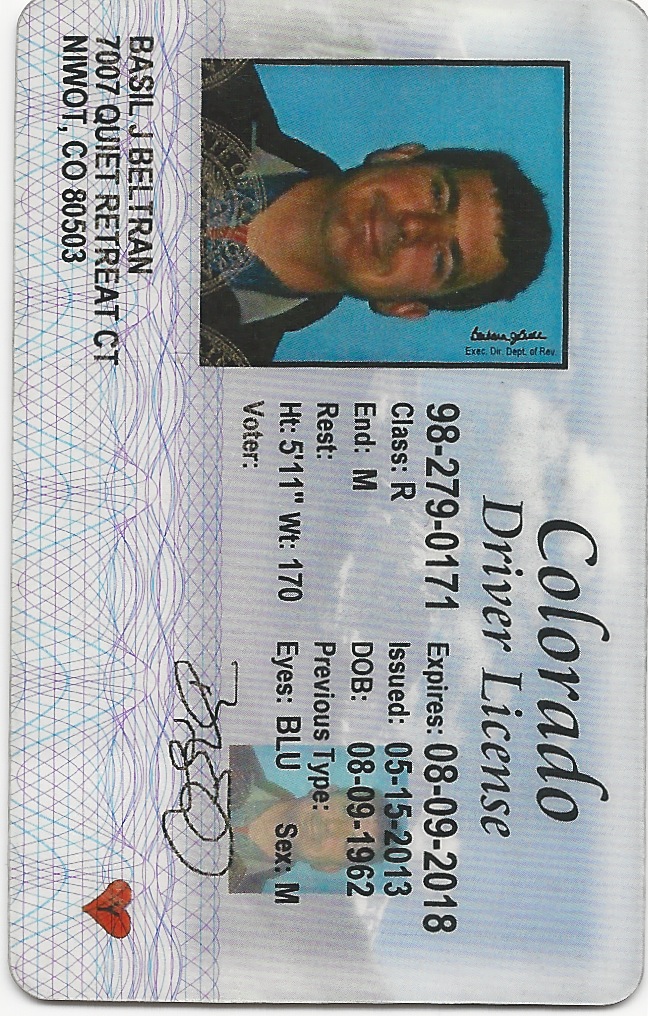 Colorado
Driver License
98-279-0171 Expires: 08-09-2018
Class: R Issued: 05-15-2013
End: M DOB: 08-09-1962
Rest: Previous Type:
Ht: 5'11" Wt: 170 Eyes: BLU Sex: M
Voter:
Exec. Dir. Dept. of Rev.
BASIL J BELTRAN
7007 QUIET RETREAT CT
NIWOT, CO 80503